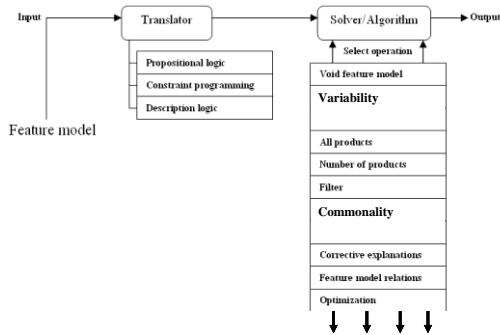 Input
Translator
Solver/Algorithm
Output
Select operation
Propositional logic
Constraint programming
Description logic
Feature model
Void feature model
Variability
All products
Number of products
Filter
Commonality
Corrective explanations
Feature model relations
Optimization